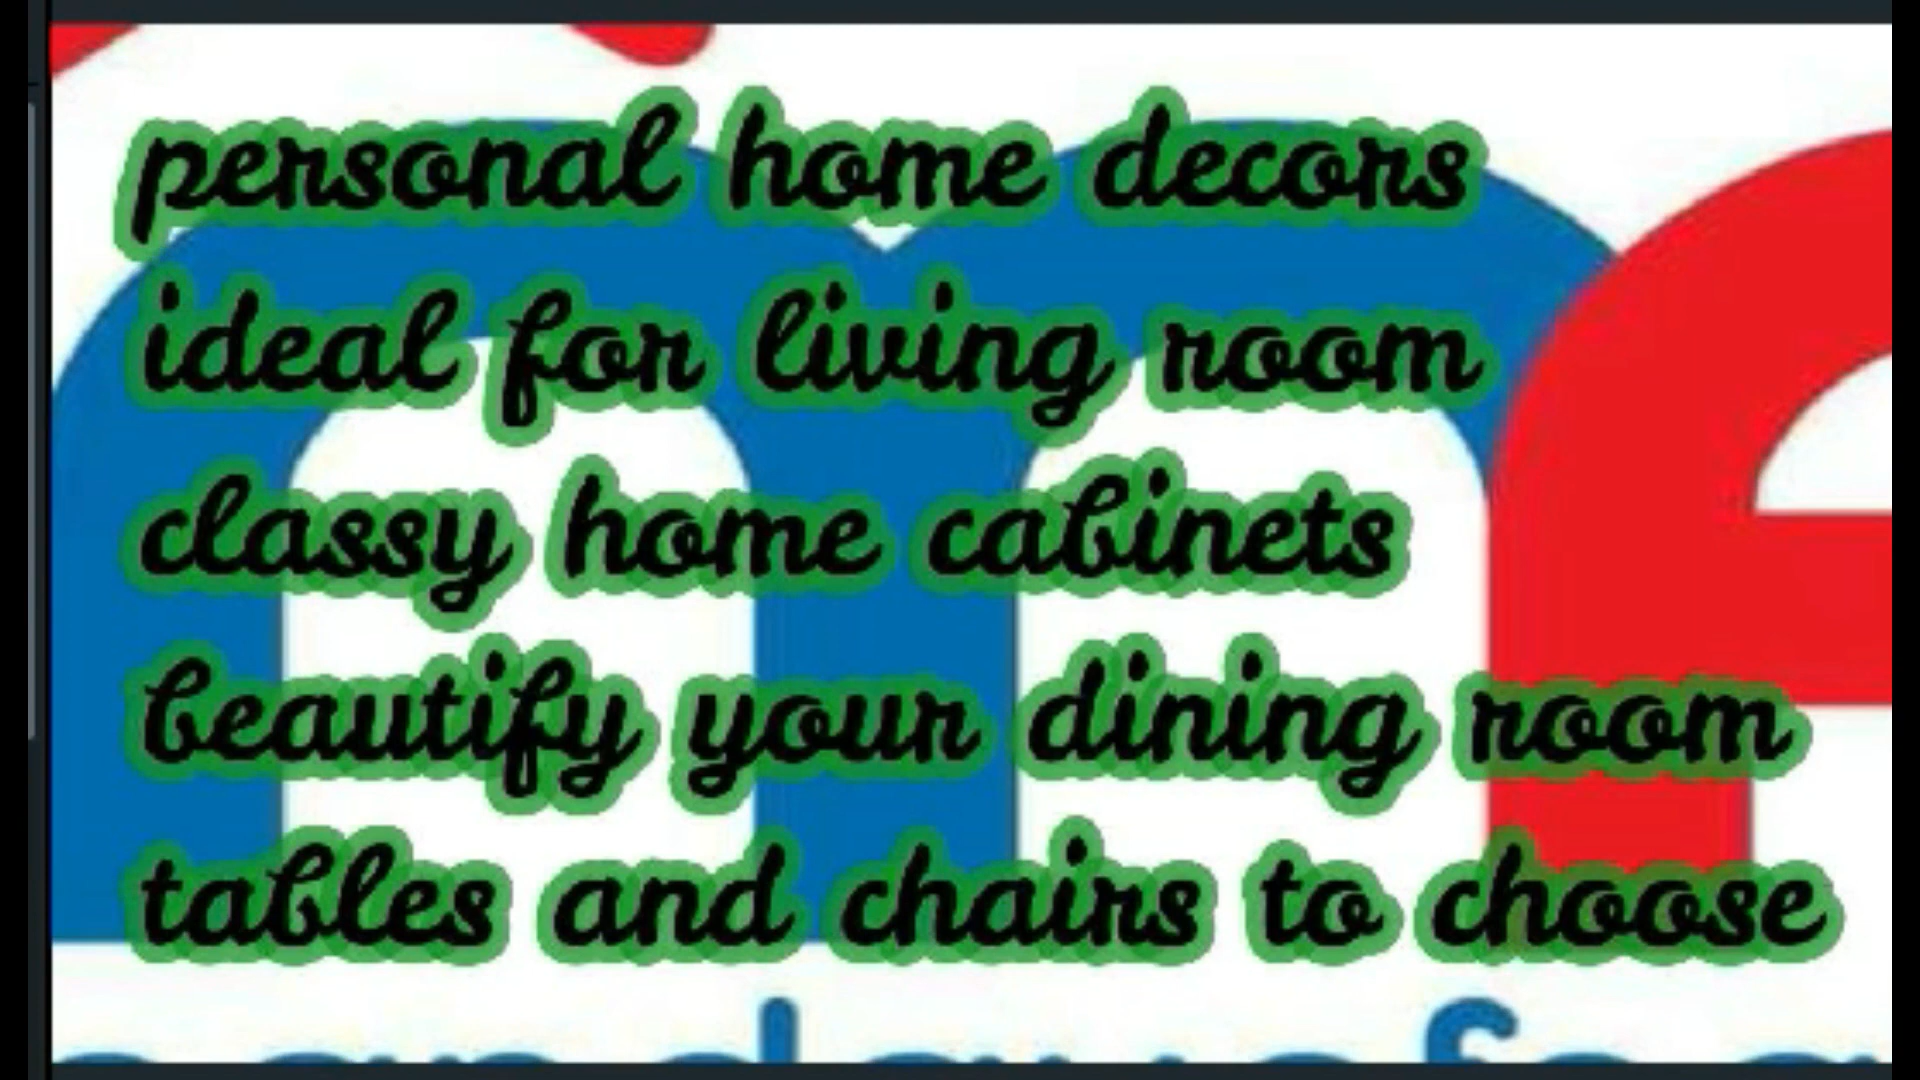 personal home decors
ideal for living room
classy home cabinets
beautify your dining room
tables and chairs to choose